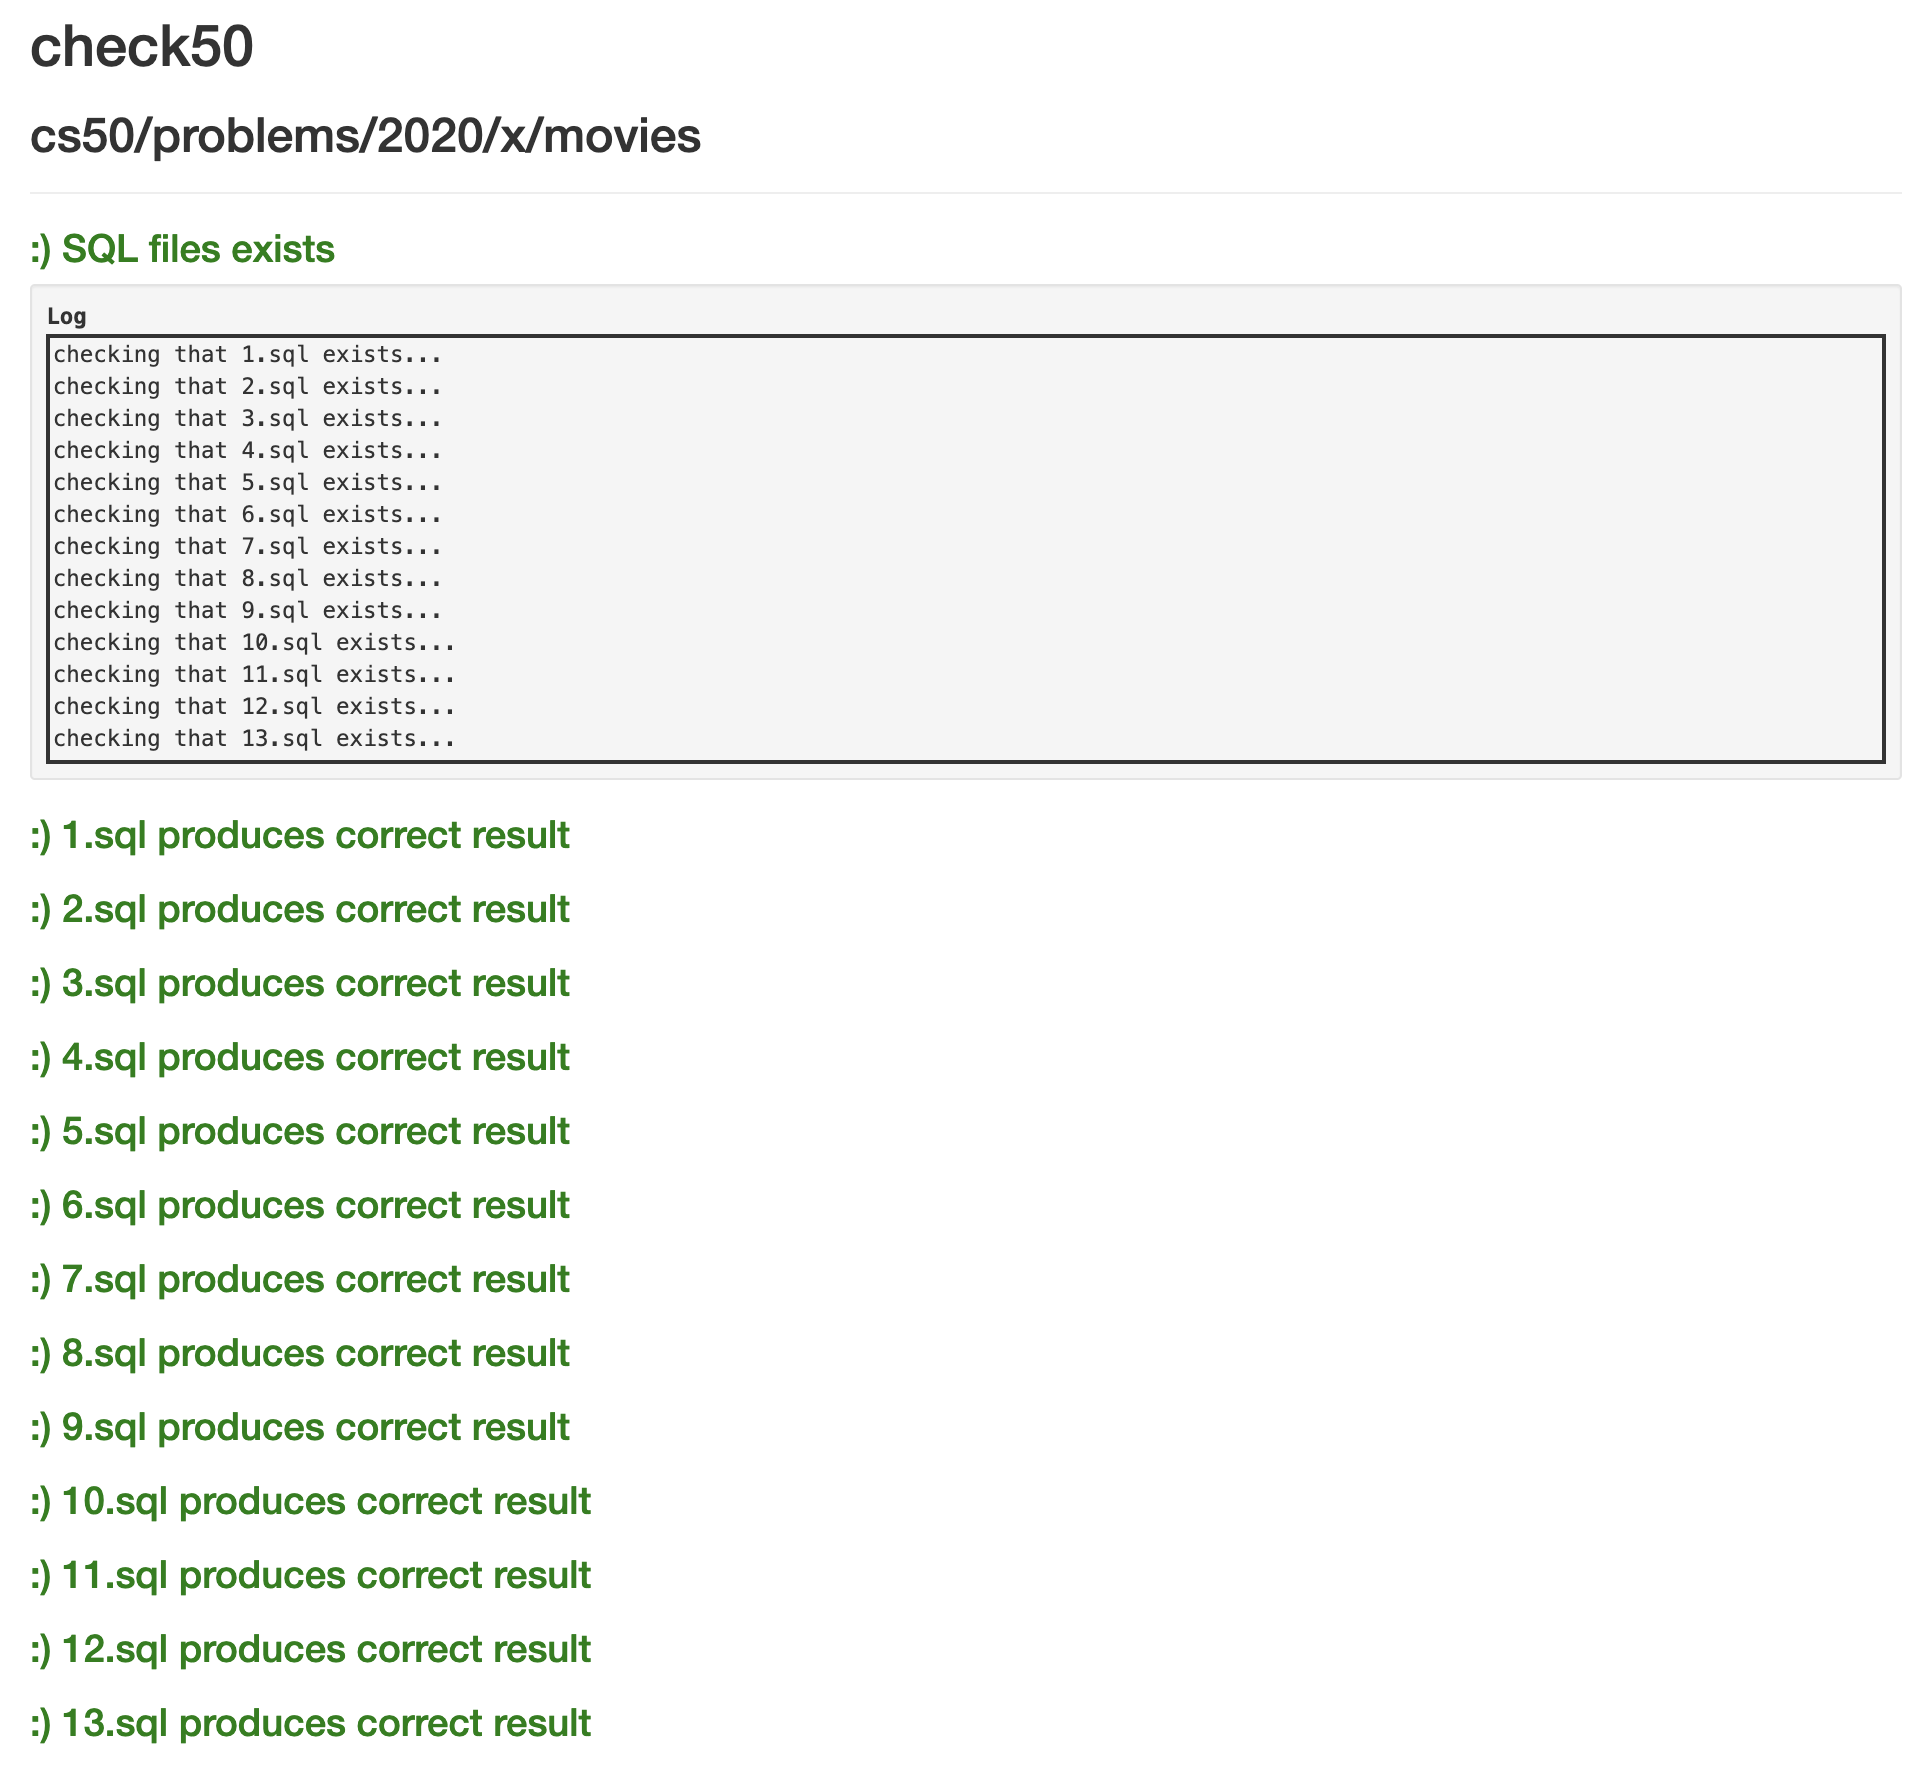 check50
cs50/problems/2020/x/movies
:) SQL files exists
Log
checking that 1.sql exists...
checking that 2.sql exists...
checking that 3.sql exists...
checking that 4.sql exists...
checking that 5.sql exists...
checking that 6.sql exists...
checking that 7.sql exists...
checking that 8.sql exists...
checking that 9.sql exists...
checking that 10.sql exists...
checking that 11.sql exists...
checking that 12.sql exists...
checking that 13.sql exists...
:) 1.sql produces correct result
:) 2.sql produces correct result
:) 3.sql produces correct result
:) 4.sql produces correct result
:) 5.sql produces correct result
:) 6.sql produces correct result
:) 7.sql produces correct result
:) 8.sql produces correct result
:) 9.sql produces correct result
:) 10.sql produces correct result
:) 11.sql produces correct result
:) 12.sql produces correct result
:) 13.sql produces correct result